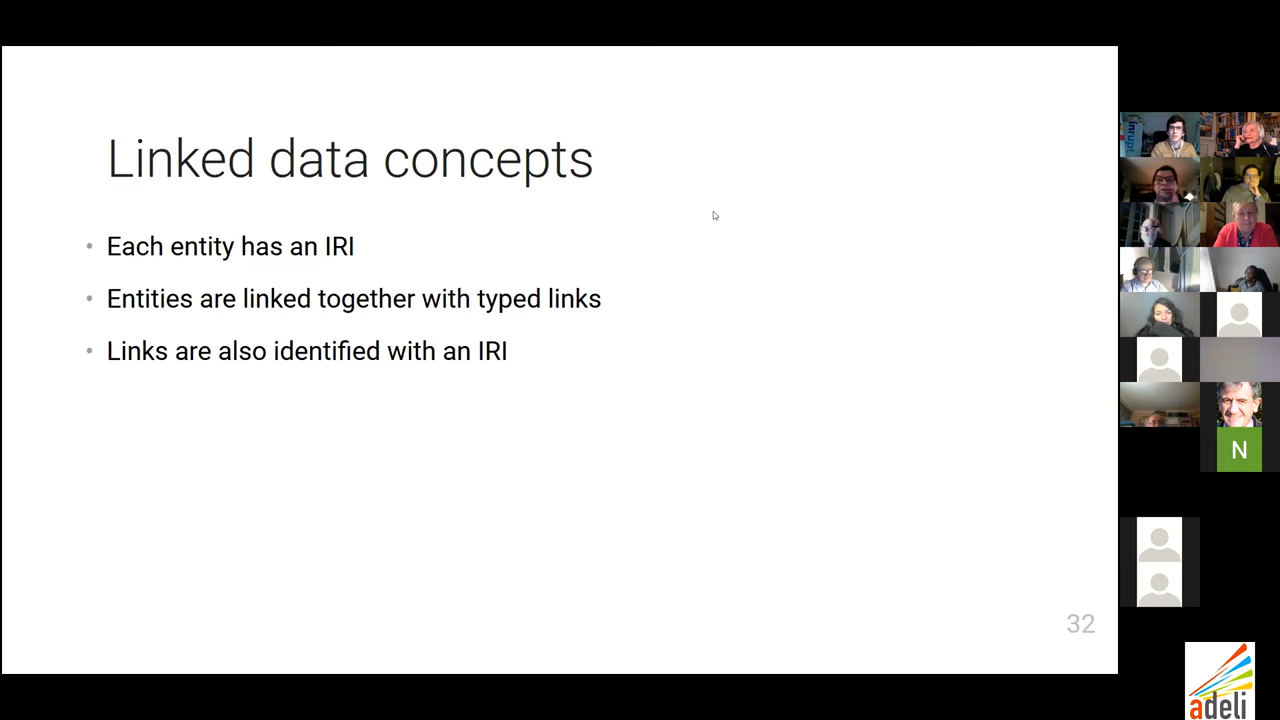 Linked data concepts
• Each entity has an IRI
• Entities are linked together with typed links
• Links are also identified with an IRI
32
N
adeli